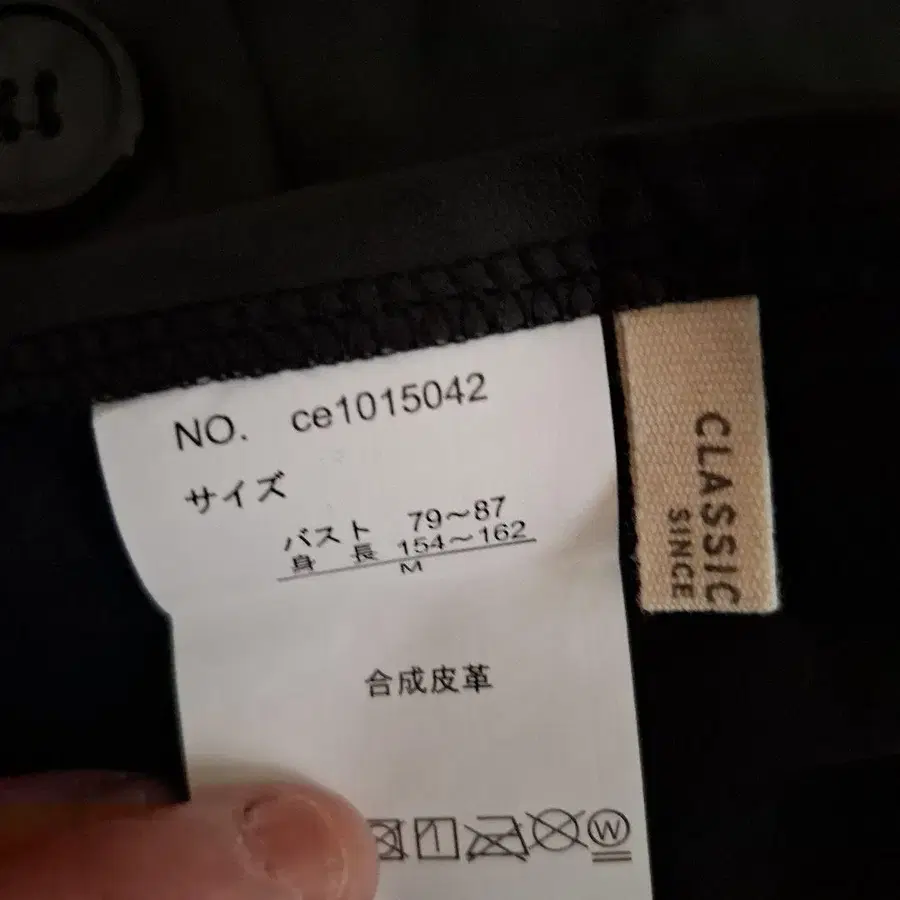 NO. ce1015042
サイズ
バスト 79～87
身長 154～162
M
合成皮革
W
CLASSIC
SINCE